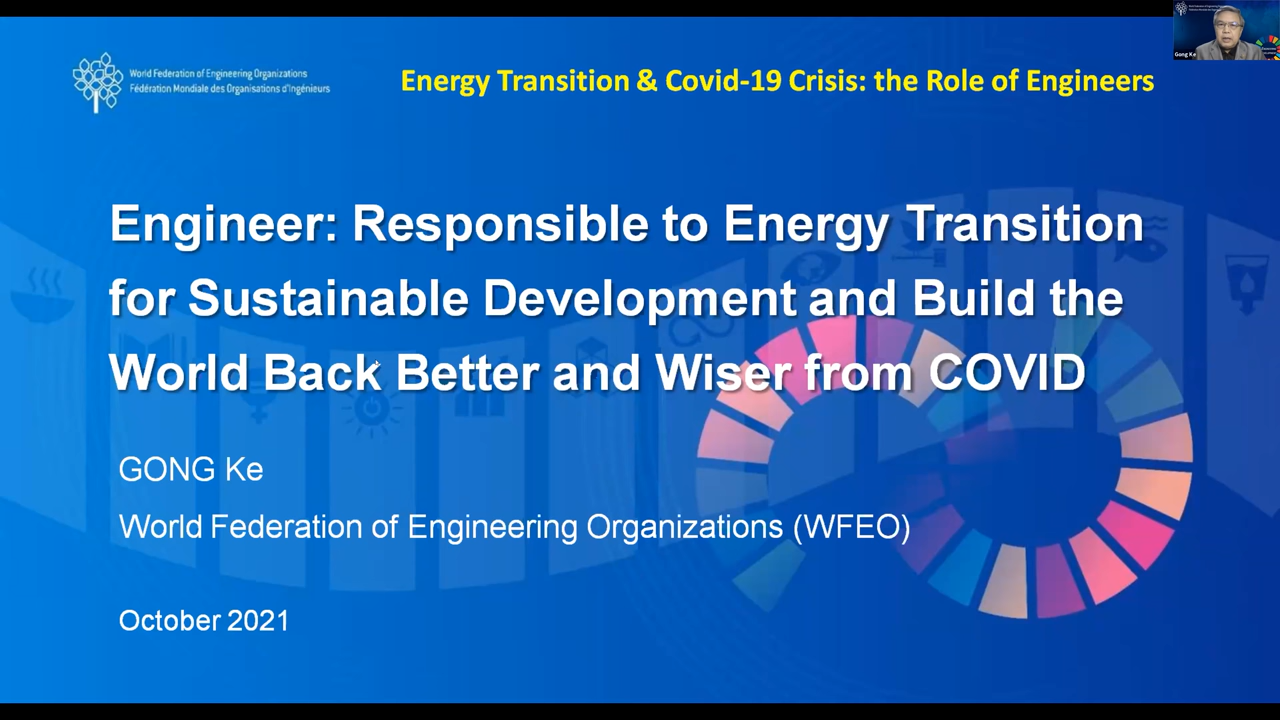 World Federation of Engineering Organizations
Fédération Mondiale des Organisations d'Ingénieurs
Energy Transition & Covid-19 Crisis: the Role of Engineers
Engineer: Responsible to Energy Transition
for Sustainable Development and Build the
World Back Better and Wiser from COVID
GONG Ke
World Federation of Engineering Organizations (WFEO)
October 2021
Gong Ke